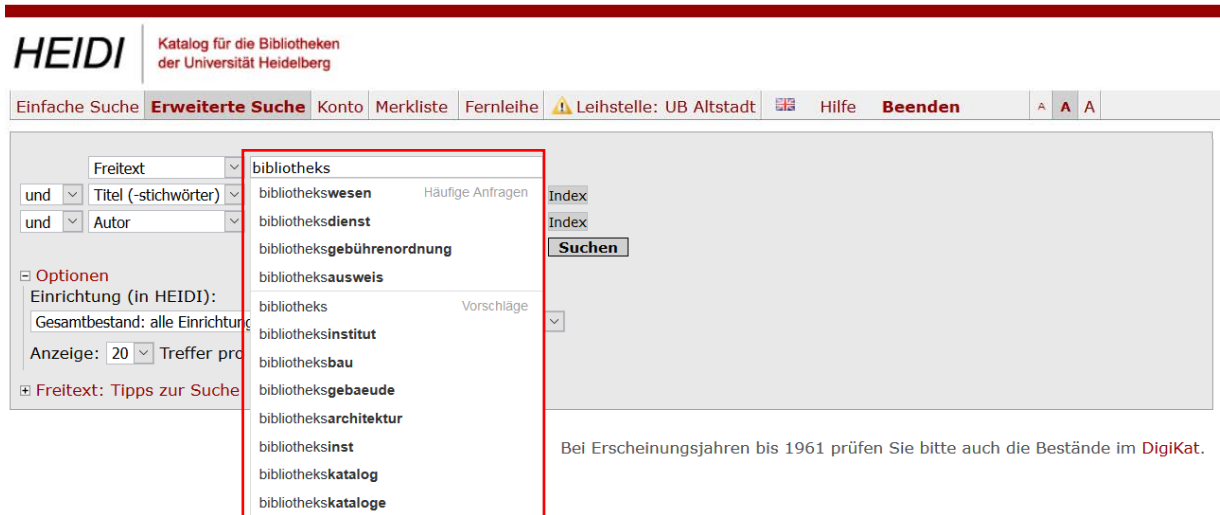 HEIDI
Katalog für die Bibliotheken
der Universität Heidelberg
Einfache Suche Erweiterte Suche Konto Merkliste Fernleihe Leihstelle: UB Altstadt Hilfe Beenden A A A
Freitext bibliotheks
und Titel (-stichwörter) bibliothekswesen Häufige Anfragen Index
und Autor bibliotheksdienst Index
bibliotheksgebührenordnung Suchen
Optionen bibliotheksausweis
Einrichtung (in HEIDI): bibliotheks Vorschläge
Gesamtbestand: alle Einrichtung
bibliotheksinstitut
Anzeige: 20 Treffer pro bibliotheksbau
Freitext: Tipps zur Suche bibliotheksgebaeude
bibliotheksarchitektur
bibliotheksinst Bei Erscheinungsjahren bis 1961 prüfen Sie bitte auch die Bestände im DigiKat.
bibliothekskatalog
bibliothekskataloge